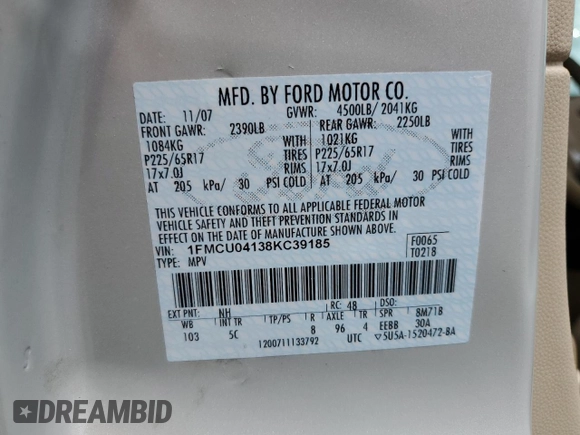 MFD. BY FORD MOTOR CO.
DATE: 11/07 GVWR: 4500LB/ 2041KG
FRONT GAWR: 2390LB REAR GAWR: 2250LB
1084KG WITH 1021KG WITH
P225/65R17 TIRES P225/65R17 TIRES
17x7.0J RIMS 17x7.0J RIMS
AT 205 kPa/ 30 PSI COLD AT 205 kPa/ 30 PSI COLD
THIS VEHICLE CONFORMS TO ALL APPLICABLE FEDERAL MOTOR
VEHICLE SAFETY AND THEFT PREVENTION STANDARDS IN
EFFECT ON THE DATE OF MANUFACTURE SHOWN ABOVE.
VIN: 1FMCU04138KC39185 F0065
TYPE: MPV T0218
EXT PNT: NH RC: 48 DSO:
WB INT TR TP/PS R AXLE TR SPR 8M71B
103 5C 8 96 4 EEBB 30A
1200711133792 UTC ▽5U5A-1520472-BA
DREAMBID.COM